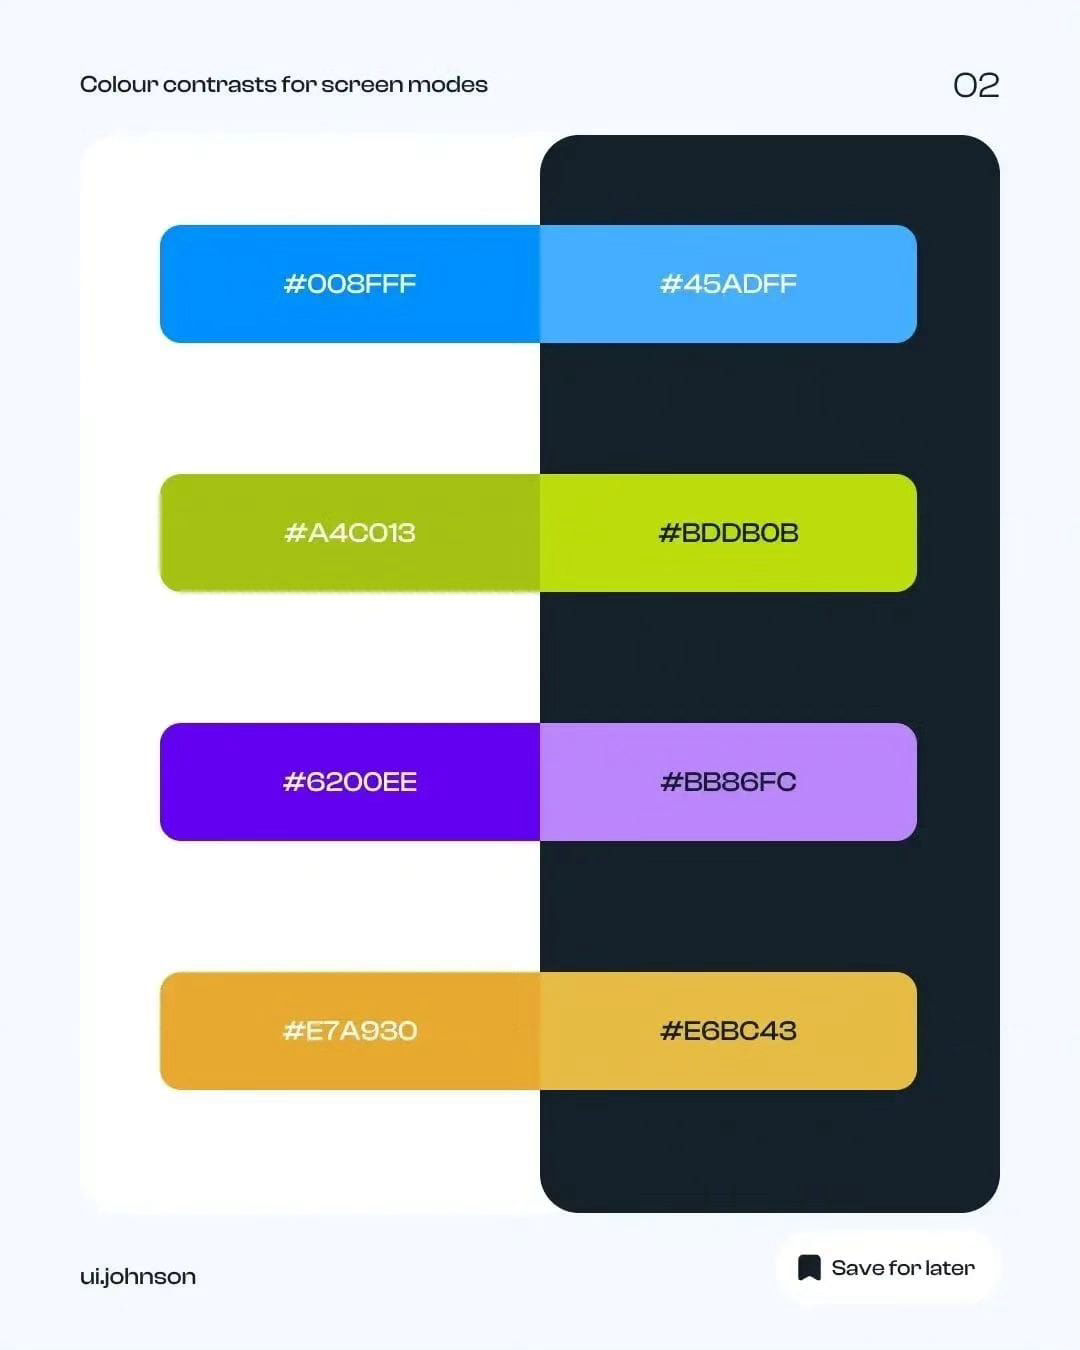 Colour contrasts for screen modes
02
#008FFF
#45ADFF
#A4C013
#BDDB0B
#6200EE
#BB86FC
#E7A930
#E6BC43
ui.johnson
Save for later